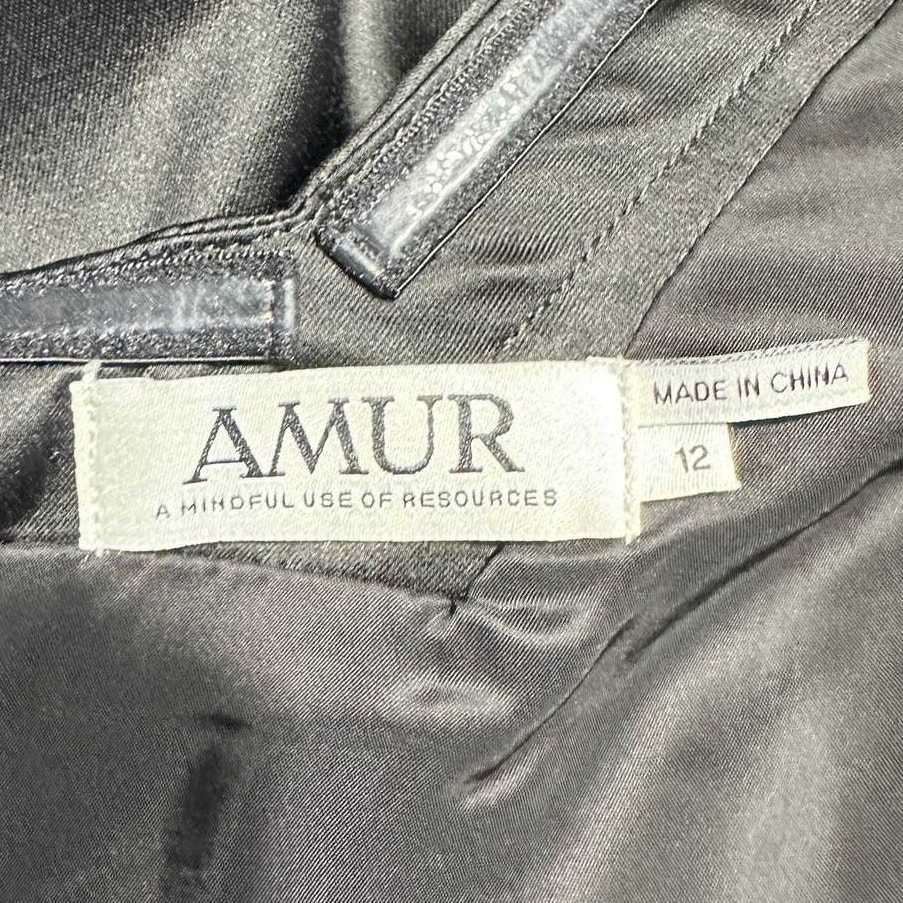 AMUR
A MINDFUL USE OF RESOURCES
MADE IN CHINA
12